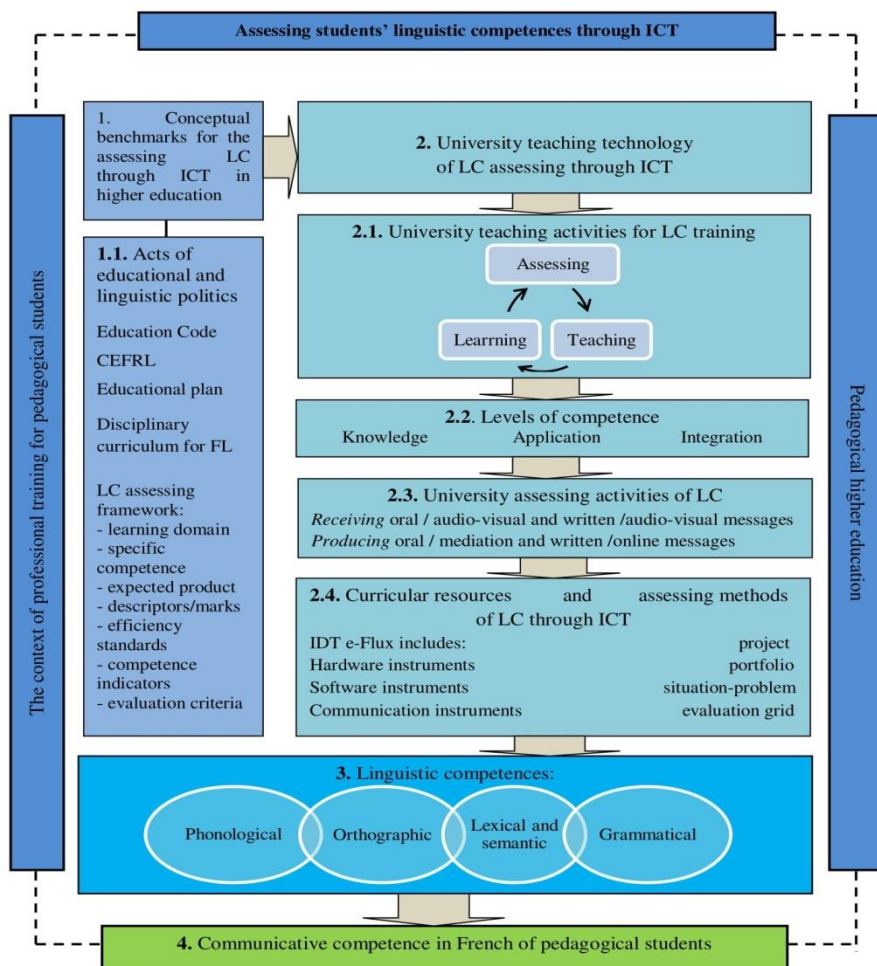 Assessing students' linguistic competences through ICT
The context of professional training for pedagogical students
1. Conceptual
benchmarks for the
assessing LC
through ICT in
higher education
1.1. Acts of
educational and
linguistic politics
Education Code
CEFRL
Educational plan
Disciplinary
curriculum for FL
LC assessing
framework:
- learning domain
- specific
competence
- expected product
- descriptors/marks
- efficiency
standards
- competence
indicators
- evaluation criteria
2. University teaching technology
of LC assessing through ICT
2.1. University teaching activities for LC training
Assessing
Learrning
Teaching
2.2. Levels of competence
Knowledge Application Integration
2.3. University assessing activities of LC
Receiving oral / audio-visual and written /audio-visual messages
Producing oral / mediation and written /online messages
2.4. Curricular resources and assessing methods
of LC through ICT
IDT e-Flux includes: project
Hardware instruments portfolio
Software instruments situation-problem
Communication instruments evaluation grid
Pedagogical higher education
3. Linguistic competences:
Phonological
Orthographic
Lexical and
semantic
Grammatical
4. Communicative competence in French of pedagogical students